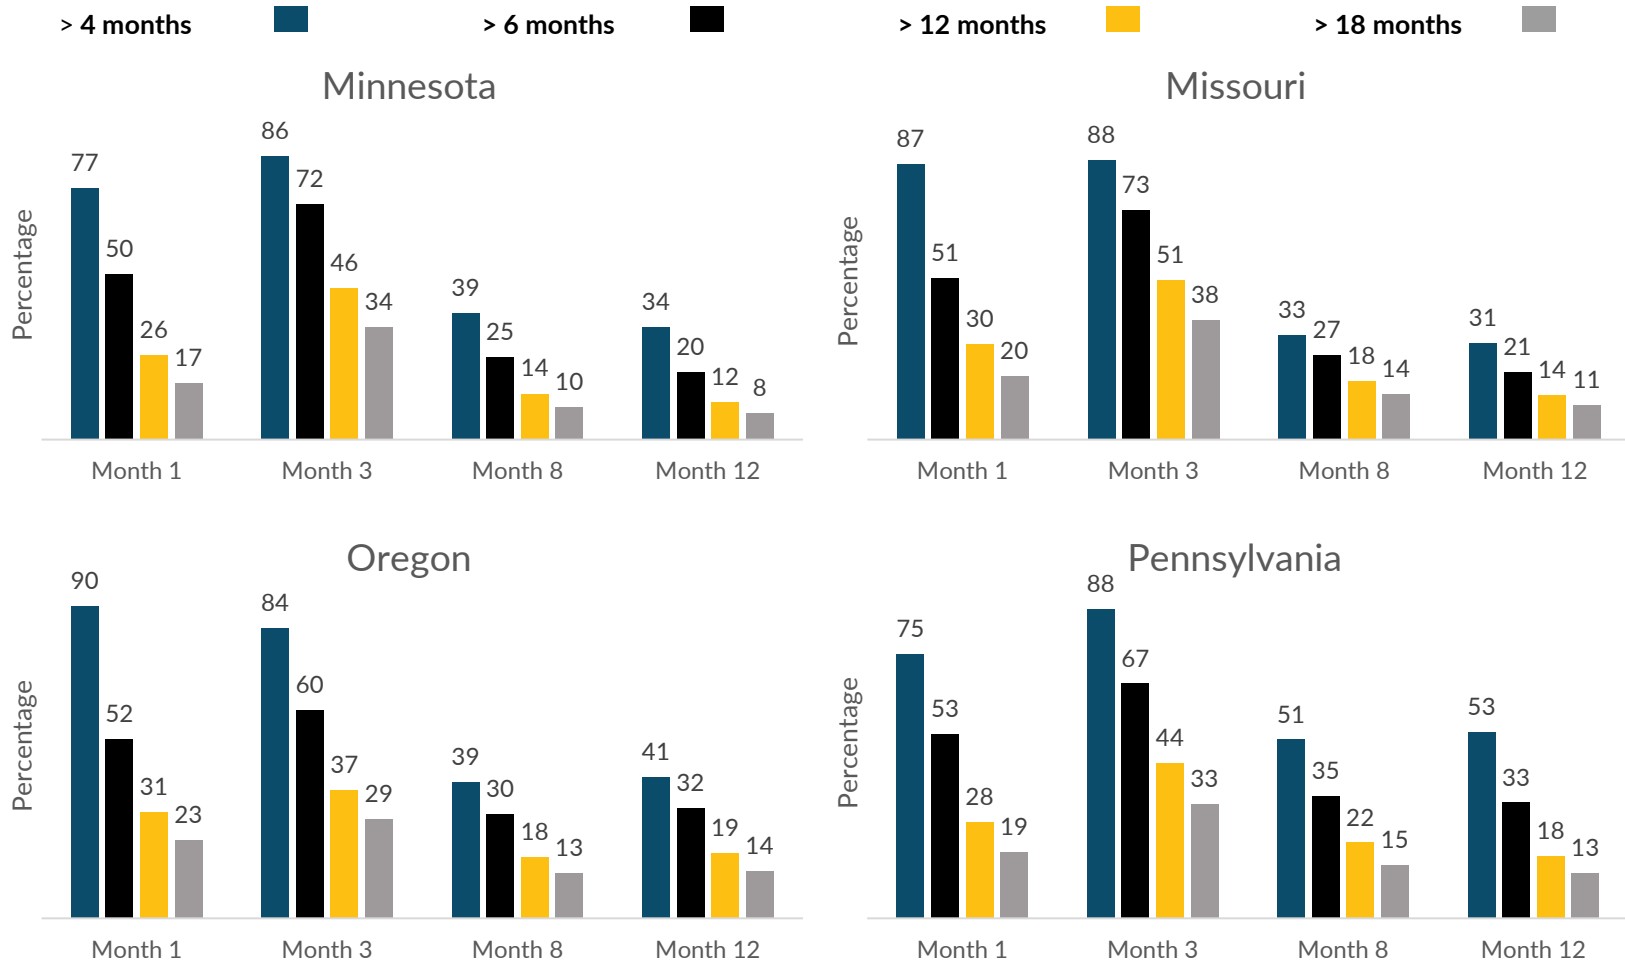 > 4 months > 6 months > 12 months > 18 months
Minnesota
Percentage
77 50 26 17
86 72 46 34
39 25 14 10
34 20 12 8
Month 1 Month 3 Month 8 Month 12
Missouri
Percentage
87 51 30 20
88 73 51 38
33 27 18 14
31 21 14 11
Month 1 Month 3 Month 8 Month 12
Oregon
Percentage
90 52 31 23
84 60 37 29
39 30 18 13
41 32 19 14
Month 1 Month 3 Month 8 Month 12
Pennsylvania
Percentage
75 53 28 19
88 67 44 33
51 35 22 15
53 33 18 13
Month 1 Month 3 Month 8 Month 12